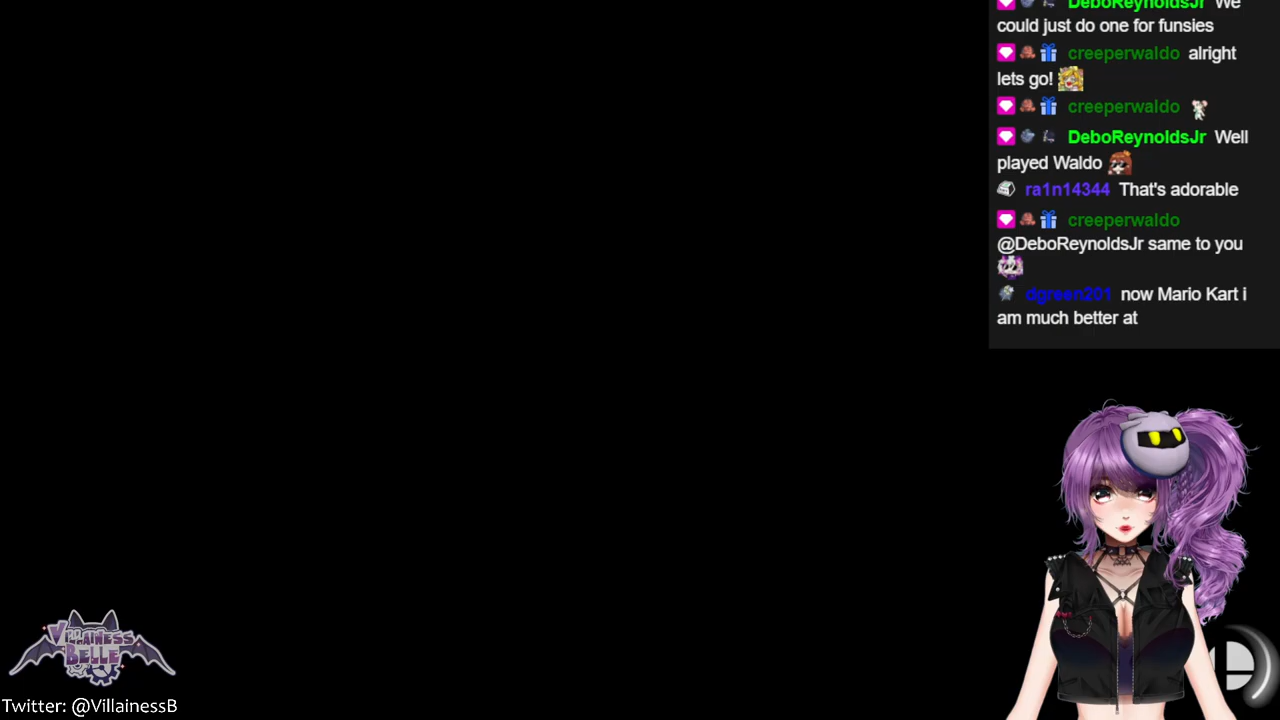 DeboReynoldsJr We
could just do one for funsies
creeperwaldo alright
lets go!
creeperwaldo
DeboReynoldsJr Well
played Waldo
ra1n14344 That's adorable
creeperwaldo
@DeboReynoldsJr same to you
dgreen201 now Mario Kart i
am much better at
VILLAINESS
BELLE
Twitter: @VillainessB